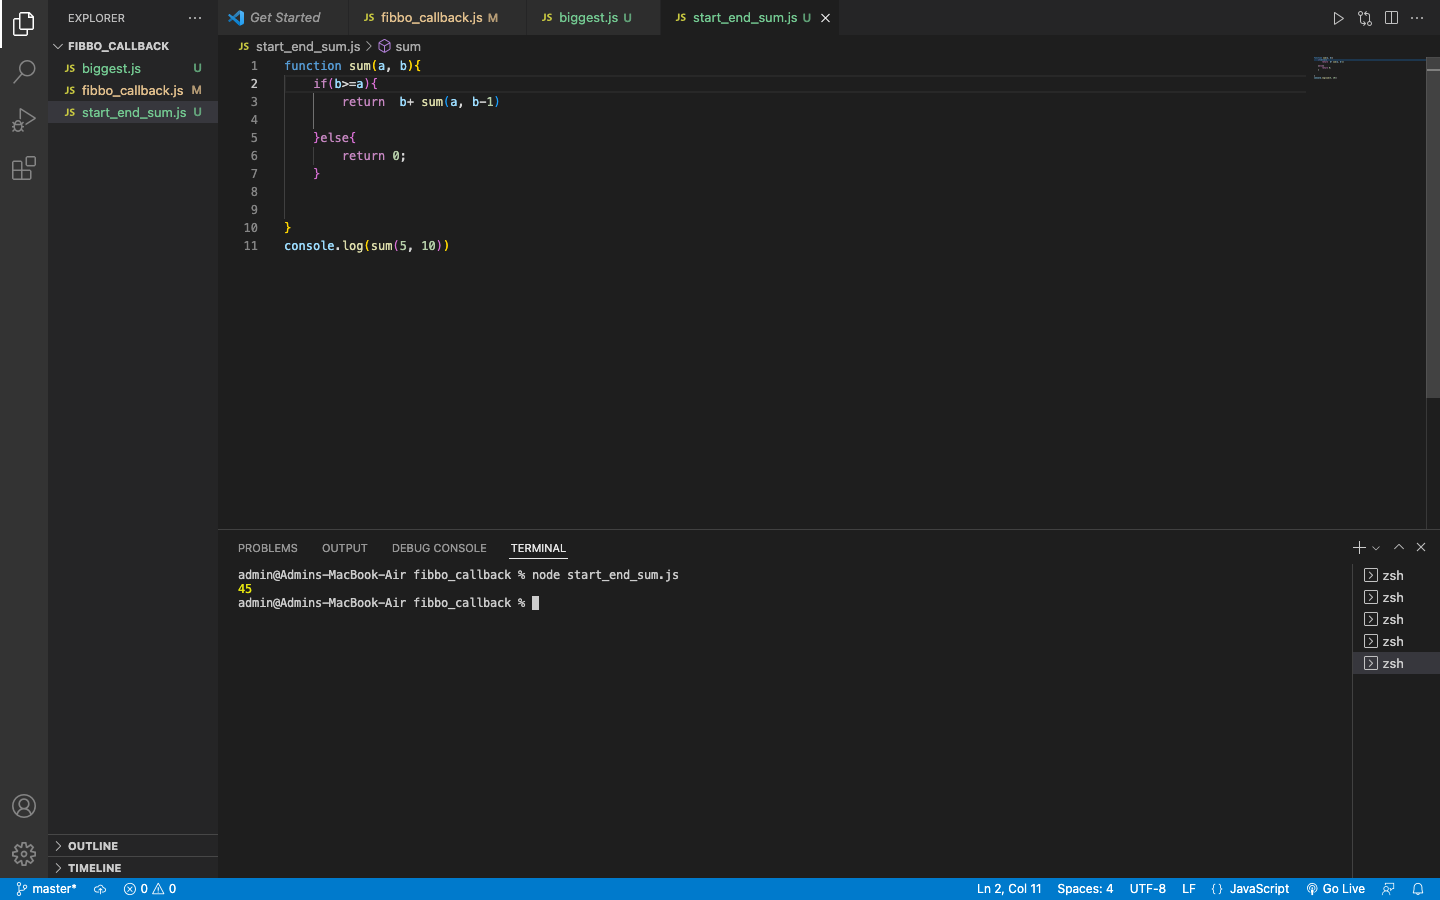 EXPLORER
FIBBO_CALLBACK
JS biggest.js U
JS fibbo_callback.js M
JS start_end_sum.js U
OUTLINE
TIMELINE
Get Started
JS fibbo_callback.js M
JS biggest.js U
JS start_end_sum.js U
JS start_end_sum.js > sum
1 function sum(a, b){
2     if(b>=a){
3         return  b+ sum(a, b-1)
4
5     }else{
6         return 0;
7     }
8
9
10 }
11 console.log(sum(5, 10))
PROBLEMS OUTPUT DEBUG CONSOLE TERMINAL
admin@Admins-MacBook-Air fibbo_callback % node start_end_sum.js
45
admin@Admins-MacBook-Air fibbo_callback %
zsh
zsh
zsh
zsh
zsh
master* 0 0 Ln 2, Col 11 Spaces: 4 UTF-8 LF {} JavaScript Go Live